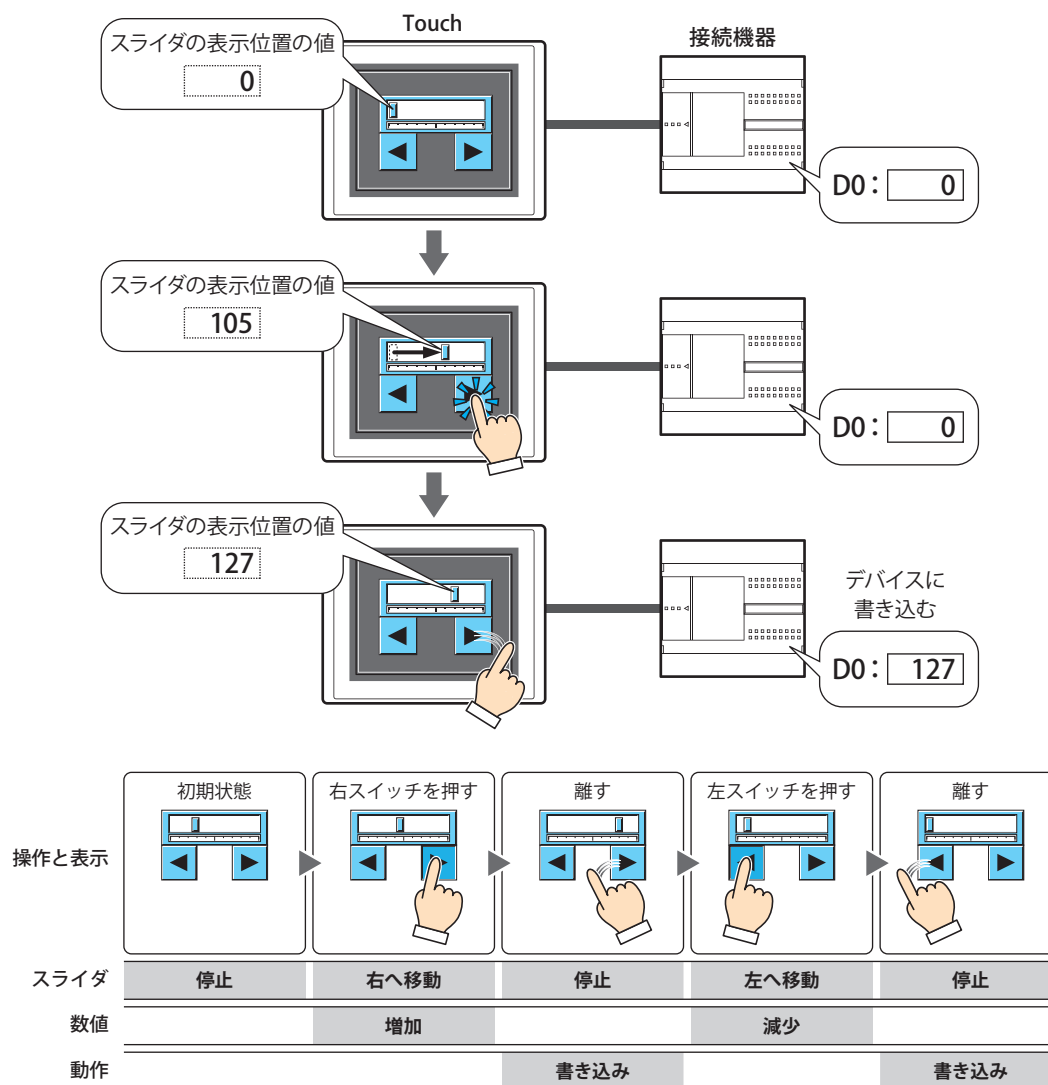 Touch
接続機器
スライダの表示位置の値
0
D0： 0
スライダの表示位置の値
105
D0： 0
スライダの表示位置の値
127
デバイスに
書き込む
D0： 127
初期状態
右スイッチを押す
離す
左スイッチを押す
離す
操作と表示
スライダ 停止 右へ移動 停止 左へ移動 停止
数値 増加 減少
動作 書き込み 書き込み